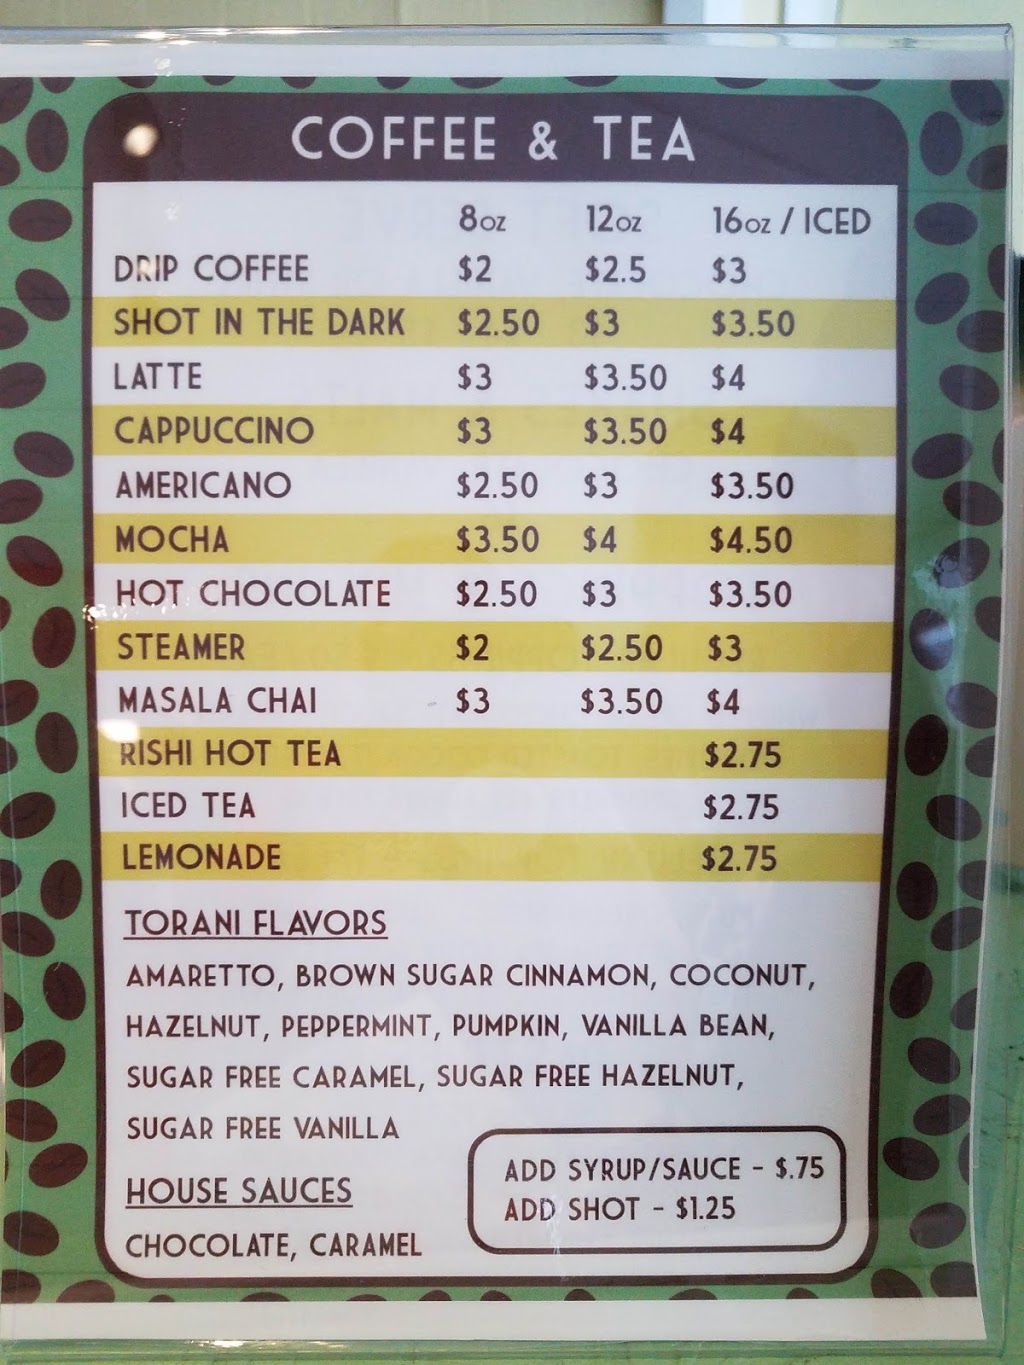 COFFEE & TEA
8oz 12oz 16oz / ICED
DRIP COFFEE $2 $2.5 $3
SHOT IN THE DARK $2.50 $3 $3.50
LATTE $3 $3.50 $4
CAPPUCCINO $3 $3.50 $4
AMERICANO $2.50 $3 $3.50
MOCHA $3.50 $4 $4.50
HOT CHOCOLATE $2.50 $3 $3.50
STEAMER $2 $2.50 $3
MASALA CHAI $3 $3.50 $4
RISHI HOT TEA $2.75
ICED TEA $2.75
LEMONADE $2.75
TORANI FLAVORS
AMARETTO, BROWN SUGAR CINNAMON, COCONUT,
HAZELNUT, PEPPERMINT, PUMPKIN, VANILLA BEAN,
SUGAR FREE CARAMEL, SUGAR FREE HAZELNUT,
SUGAR FREE VANILLA
HOUSE SAUCES
CHOCOLATE, CARAMEL
ADD SYRUP/SAUCE - $.75
ADD SHOT - $1.25